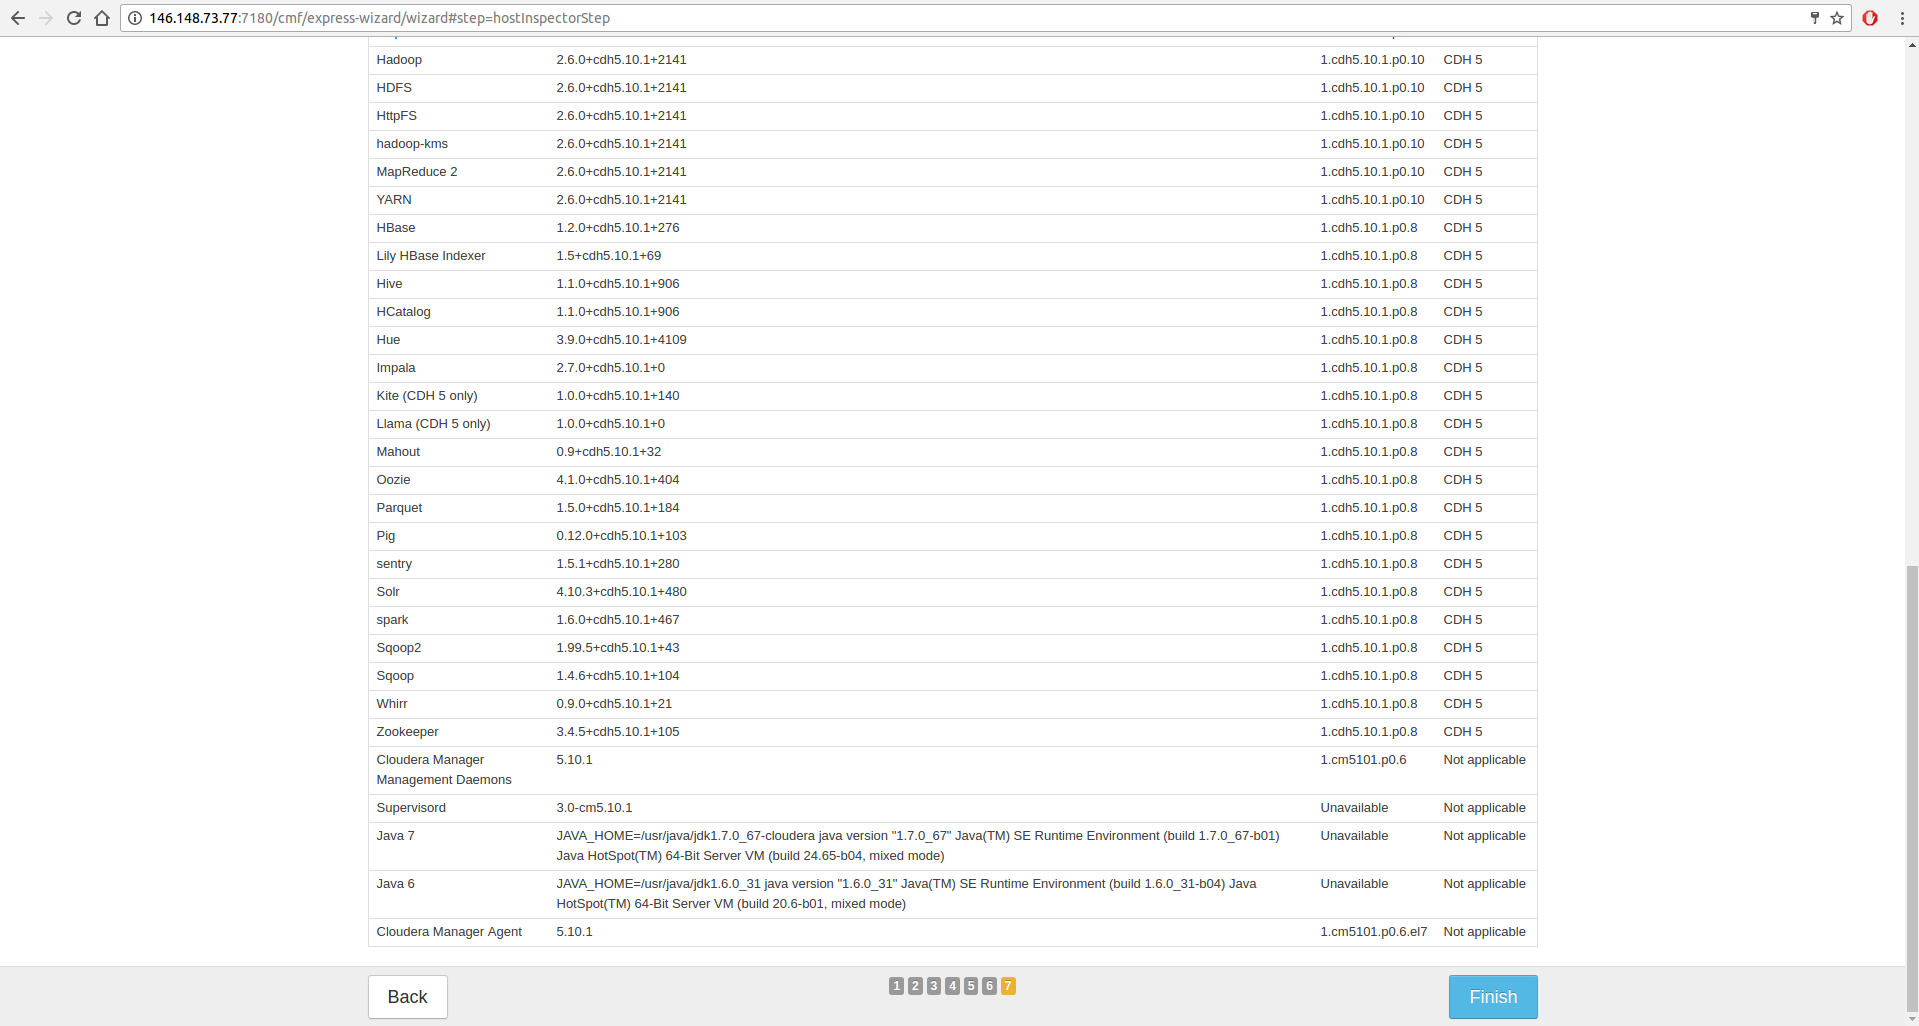 146.148.73.77:7180/cmf/express-wizard/wizard#step=hostInspectorStep
Hadoop 2.6.0+cdh5.10.1+2141 1.cdh5.10.1.p0.10 CDH 5
HDFS 2.6.0+cdh5.10.1+2141 1.cdh5.10.1.p0.10 CDH 5
HttpFS 2.6.0+cdh5.10.1+2141 1.cdh5.10.1.p0.10 CDH 5
hadoop-kms 2.6.0+cdh5.10.1+2141 1.cdh5.10.1.p0.10 CDH 5
MapReduce 2 2.6.0+cdh5.10.1+2141 1.cdh5.10.1.p0.10 CDH 5
YARN 2.6.0+cdh5.10.1+2141 1.cdh5.10.1.p0.10 CDH 5
HBase 1.2.0+cdh5.10.1+276 1.cdh5.10.1.p0.8 CDH 5
Lily HBase Indexer 1.5+cdh5.10.1+69 1.cdh5.10.1.p0.8 CDH 5
Hive 1.1.0+cdh5.10.1+906 1.cdh5.10.1.p0.8 CDH 5
HCatalog 1.1.0+cdh5.10.1+906 1.cdh5.10.1.p0.8 CDH 5
Hue 3.9.0+cdh5.10.1+4109 1.cdh5.10.1.p0.8 CDH 5
Impala 2.7.0+cdh5.10.1+0 1.cdh5.10.1.p0.8 CDH 5
Kite (CDH 5 only) 1.0.0+cdh5.10.1+140 1.cdh5.10.1.p0.8 CDH 5
Llama (CDH 5 only) 1.0.0+cdh5.10.1+0 1.cdh5.10.1.p0.8 CDH 5
Mahout 0.9+cdh5.10.1+32 1.cdh5.10.1.p0.8 CDH 5
Oozie 4.1.0+cdh5.10.1+404 1.cdh5.10.1.p0.8 CDH 5
Parquet 1.5.0+cdh5.10.1+184 1.cdh5.10.1.p0.8 CDH 5
Pig 0.12.0+cdh5.10.1+103 1.cdh5.10.1.p0.8 CDH 5
sentry 1.5.1+cdh5.10.1+280 1.cdh5.10.1.p0.8 CDH 5
Solr 4.10.3+cdh5.10.1+480 1.cdh5.10.1.p0.8 CDH 5
spark 1.6.0+cdh5.10.1+467 1.cdh5.10.1.p0.8 CDH 5
Sqoop2 1.99.5+cdh5.10.1+43 1.cdh5.10.1.p0.8 CDH 5
Sqoop 1.4.6+cdh5.10.1+104 1.cdh5.10.1.p0.8 CDH 5
Whirr 0.9.0+cdh5.10.1+21 1.cdh5.10.1.p0.8 CDH 5
Zookeeper 3.4.5+cdh5.10.1+105 1.cdh5.10.1.p0.8 CDH 5
Cloudera Manager 5.10.1 1.cm5101.p0.6 Not applicable
Management Daemons
Supervisord 3.0-cm5.10.1 Unavailable Not applicable
Java 7 JAVA_HOME=/usr/java/jdk1.7.0_67-cloudera java version "1.7.0_67" Java(TM) SE Runtime Environment (build 1.7.0_67-b01) Unavailable Not applicable
Java HotSpot(TM) 64-Bit Server VM (build 24.65-b04, mixed mode)
Java 6 JAVA_HOME=/usr/java/jdk1.6.0_31 java version "1.6.0_31" Java(TM) SE Runtime Environment (build 1.6.0_31-b04) Java Unavailable Not applicable
HotSpot(TM) 64-Bit Server VM (build 20.6-b01, mixed mode)
Cloudera Manager Agent 5.10.1 1.cm5101.p0.6.el7 Not applicable
Back 1 2 3 4 5 6 7 Finish